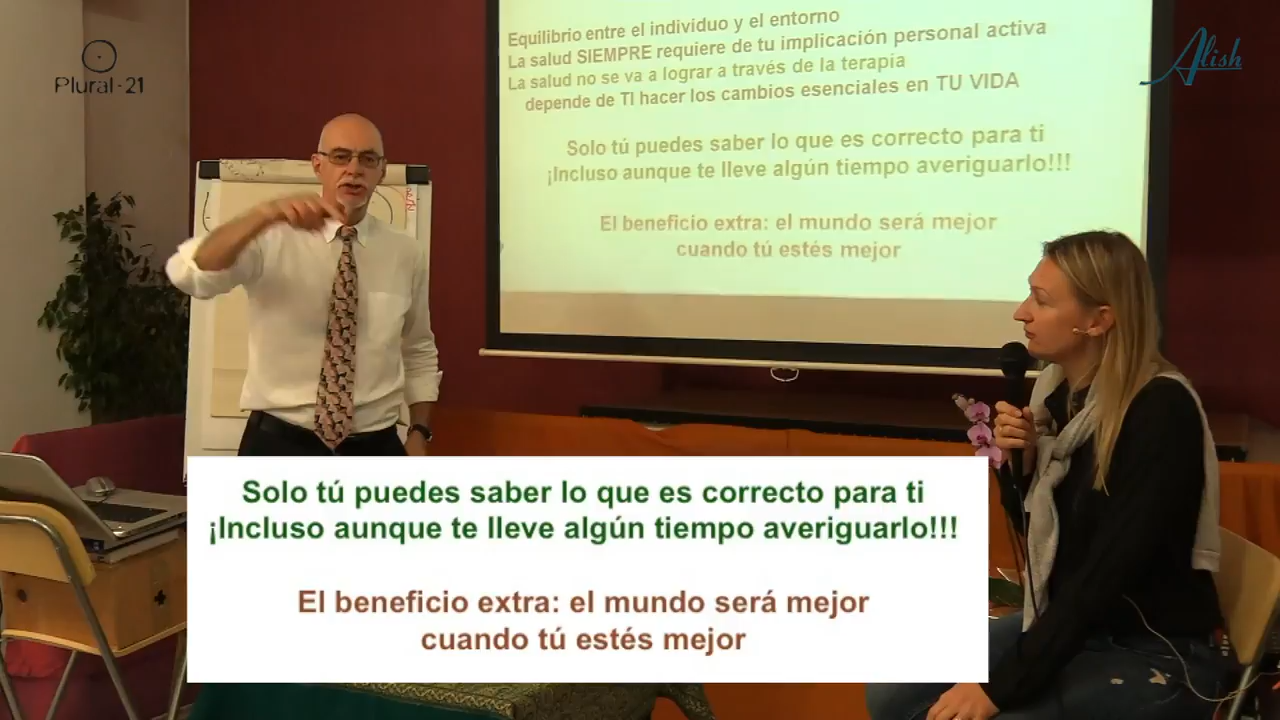 Plural-21
Alish
Equilibrio entre el individuo y el entorno
La salud SIEMPRE requiere de tu implicación personal activa
La salud no se va a lograr a través de la terapía
depende de TI hacer los cambios esenciales en TU VIDA
Solo tú puedes saber lo que es correcto para ti
¡Incluso aunque te lleve algún tiempo averiguarlo!!!
El beneficio extra: el mundo será mejor
cuando tú estés mejor
Solo tú puedes saber lo que es correcto para ti
¡Incluso aunque te lleve algún tiempo averiguarlo!!!
El beneficio extra: el mundo será mejor
cuando tú estés mejor